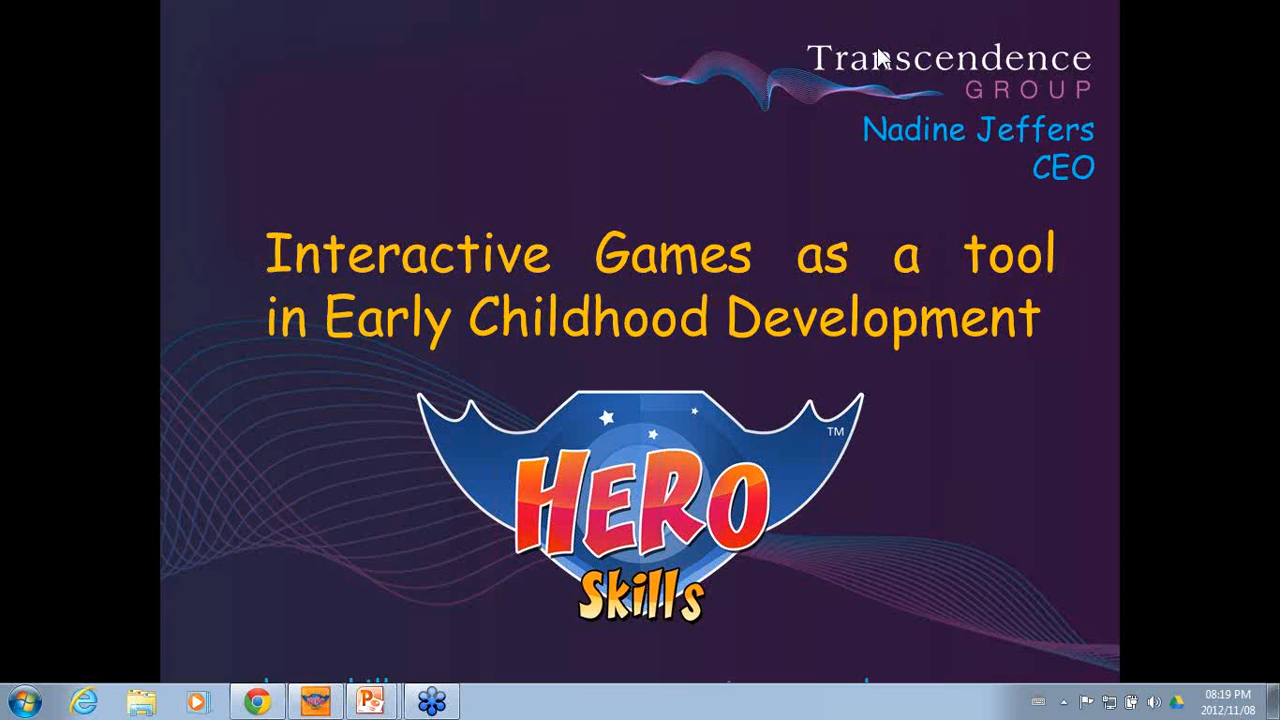 Transcendence
GROUP
Nadine Jeffers
CEO
Interactive Games as a tool
in Early Childhood Development
TM
HERO
Skills
08:19 PM
2012/11/08